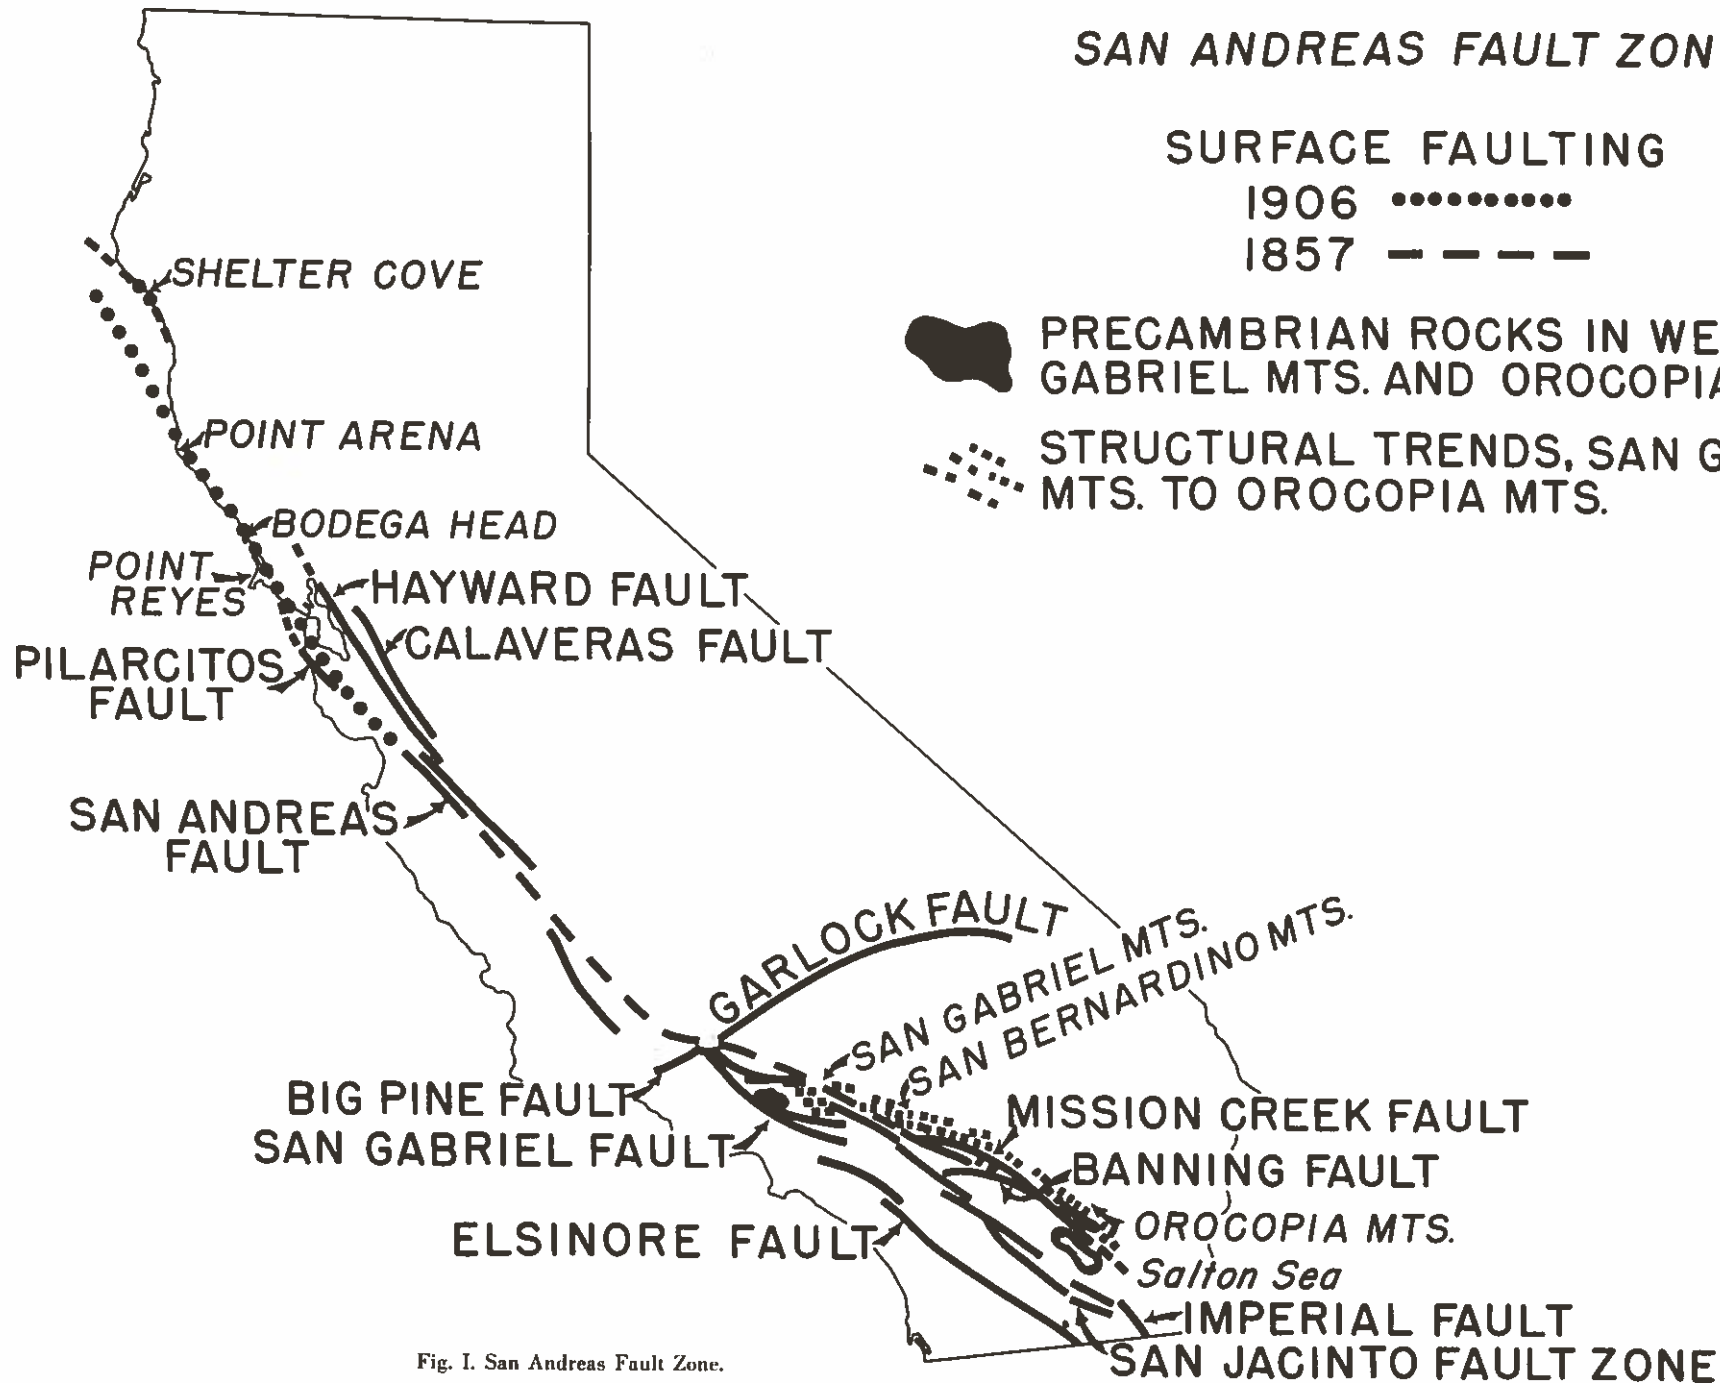 SAN ANDREAS FAULT ZON
SURFACE FAULTING
1906
1857
PRECAMBRIAN ROCKS IN WE
GABRIEL MTS. AND OROCOPIA
STRUCTURAL TRENDS, SAN G
MTS. TO OROCOPIA MTS.
SHELTER COVE
POINT ARENA
BODEGA HEAD
POINT
REYES
HAYWARD FAULT
CALAVERAS FAULT
PILARCITOS
FAULT
SAN ANDREAS
FAULT
GARLOCK FAULT
SAN GABRIEL MTS.
SAN BERNARDINO MTS.
BIG PINE FAULT
SAN GABRIEL FAULT
MISSION CREEK FAULT
BANNING FAULT
OROCOPIA MTS.
ELSINORE FAULT
Salton Sea
IMPERIAL FAULT
SAN JACINTO FAULT ZONE
Fig. I. San Andreas Fault Zone.